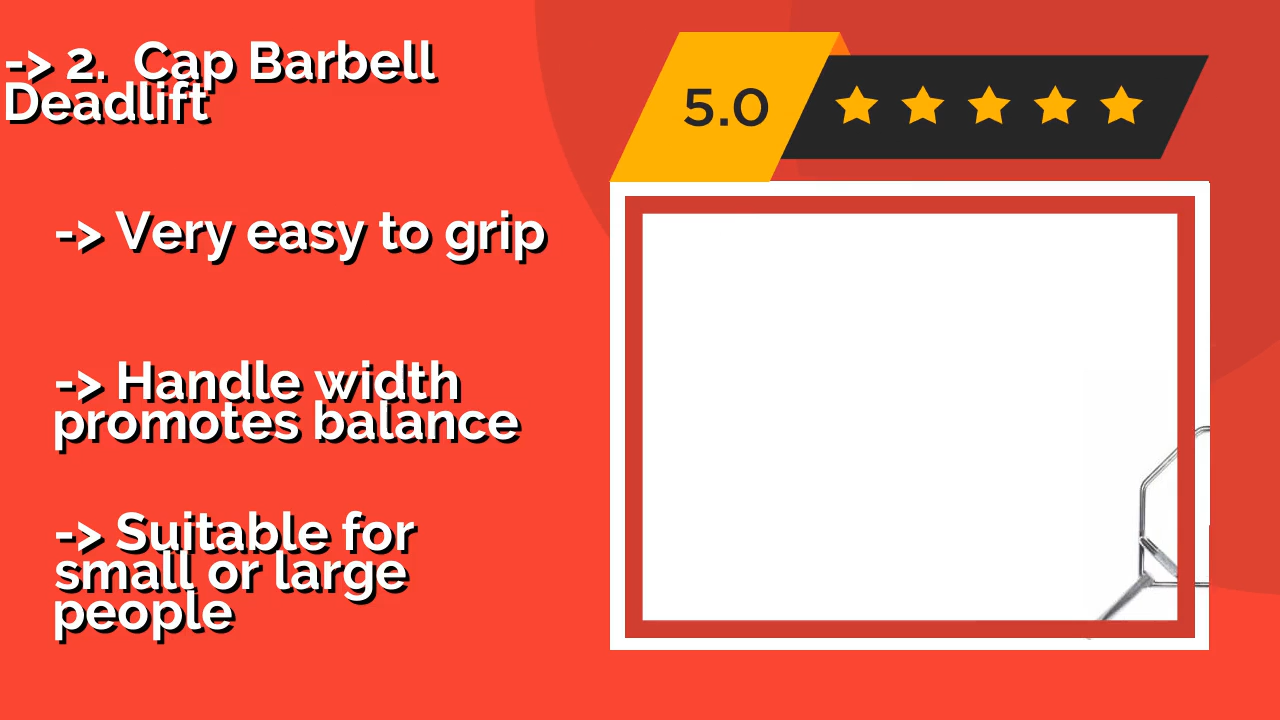 -> 2.  Cap Barbell
Deadlift
5.0
-> Very easy to grip
-> Handle width
promotes balance
-> Suitable for
small or large
people